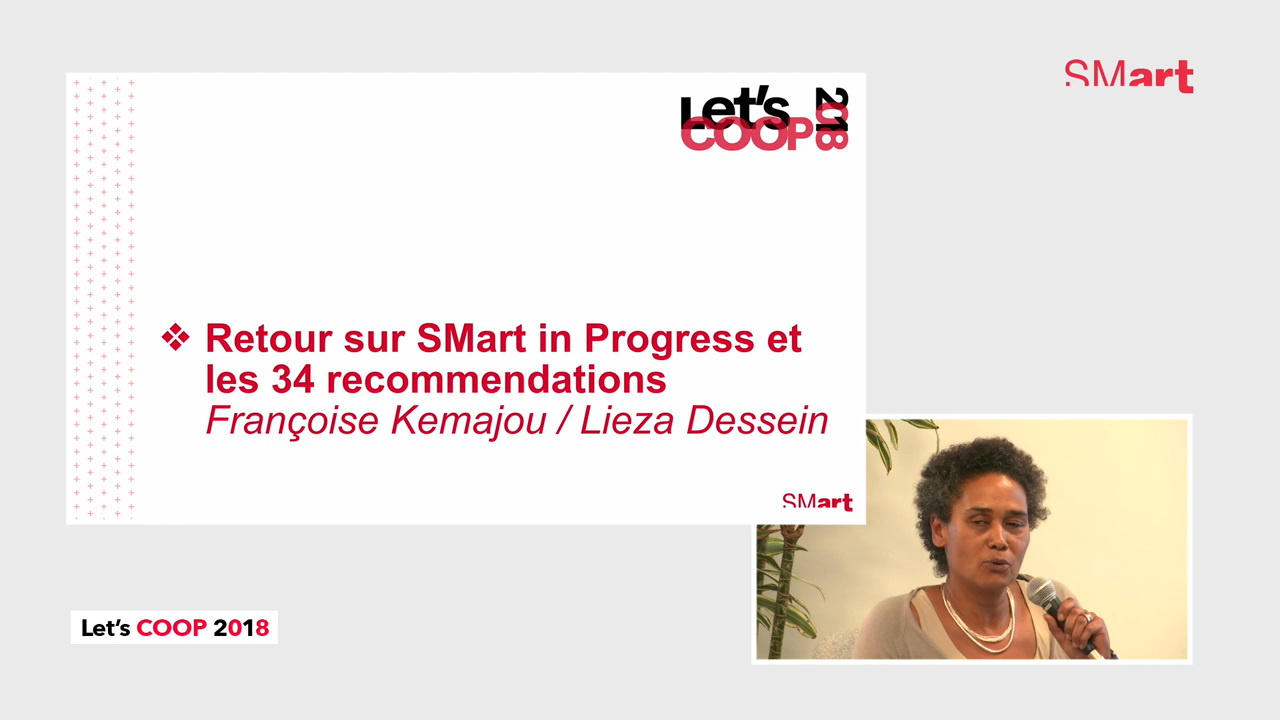 SMart
Let's
COOP
2018
❖ Retour sur SMart in Progress et
les 34 recommendations
Françoise Kemajou / Lieza Dessein
SMart
Let's COOP 2018